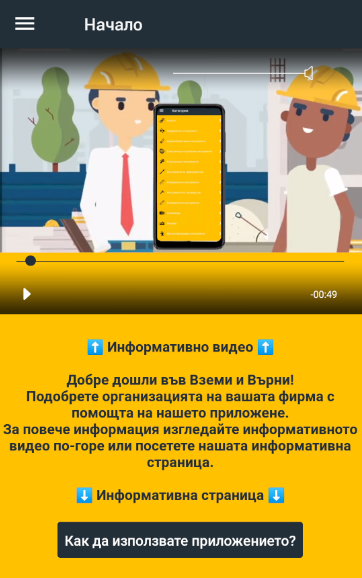 Начало
-00:49
⬆️ Информативно видео ⬆️
Добре дошли във Вземи и Върни!
Подобрете организацията на вашата фирма с
помощта на нашето приложене.
За повече информация изгледайте информативното
видео по-горе или посетете нашата информативна
страница.
⬇️ Информативна страница ⬇️
Как да използвате приложението?